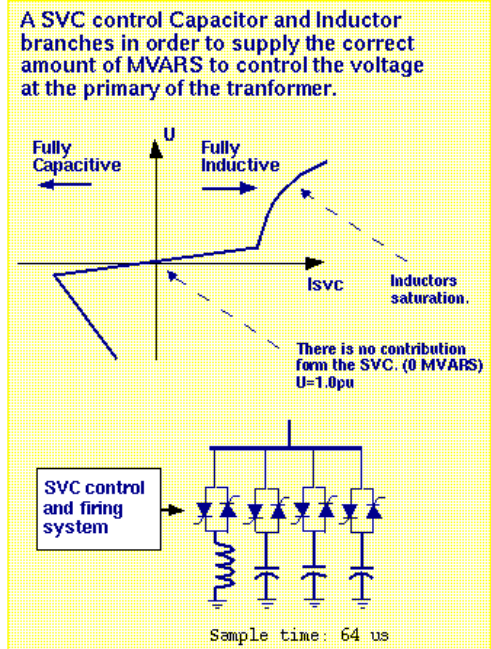 A SVC control Capacitor and Inductor
branches in order to supply the correct
amount of MVARS to control the voltage
at the primary of the tranformer.
U
Fully
Capacitive
Fully
Inductive
Isvc
Inductors
saturation.
There is no contribution
form the SVC. (0 MVARS)
U=1.0pu
SVC control
and firing
system
Sample time: 64 us